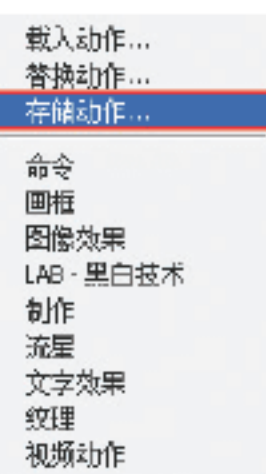 载入动作...
替换动作...
存储动作...
命令
画框
图像效果
LAB - 黑白技术
制作
流星
文字效果
纹理
视频动作